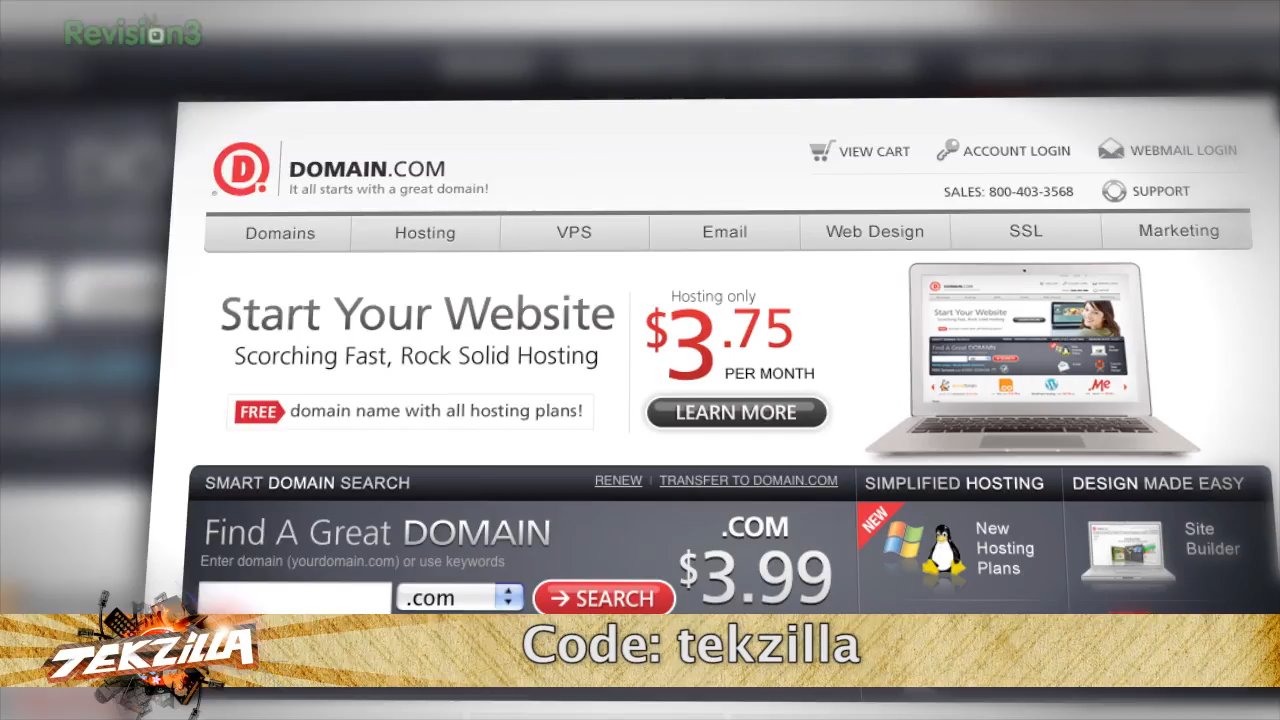 Revision3
DOMAIN.COM
It all starts with a great domain!
VIEW CART
ACCOUNT LOGIN
WEBMAIL LOGIN
SALES: 800-403-3568
SUPPORT
Domains
Hosting
VPS
Email
Web Design
SSL
Marketing
Start Your Website
Scorching Fast, Rock Solid Hosting
FREE domain name with all hosting plans!
Hosting only
$3.75
PER MONTH
LEARN MORE
Start Your Website
SMART DOMAIN SEARCH
RENEW | TRANSFER TO DOMAIN.COM
SIMPLIFIED HOSTING
DESIGN MADE EASY
Find A Great DOMAIN
Enter domain (yourdomain.com) or use keywords
.com
SEARCH
.COM
$3.99
NEW
New
Hosting
Plans
Site
Builder
TEKZILLA
Code: tekzilla